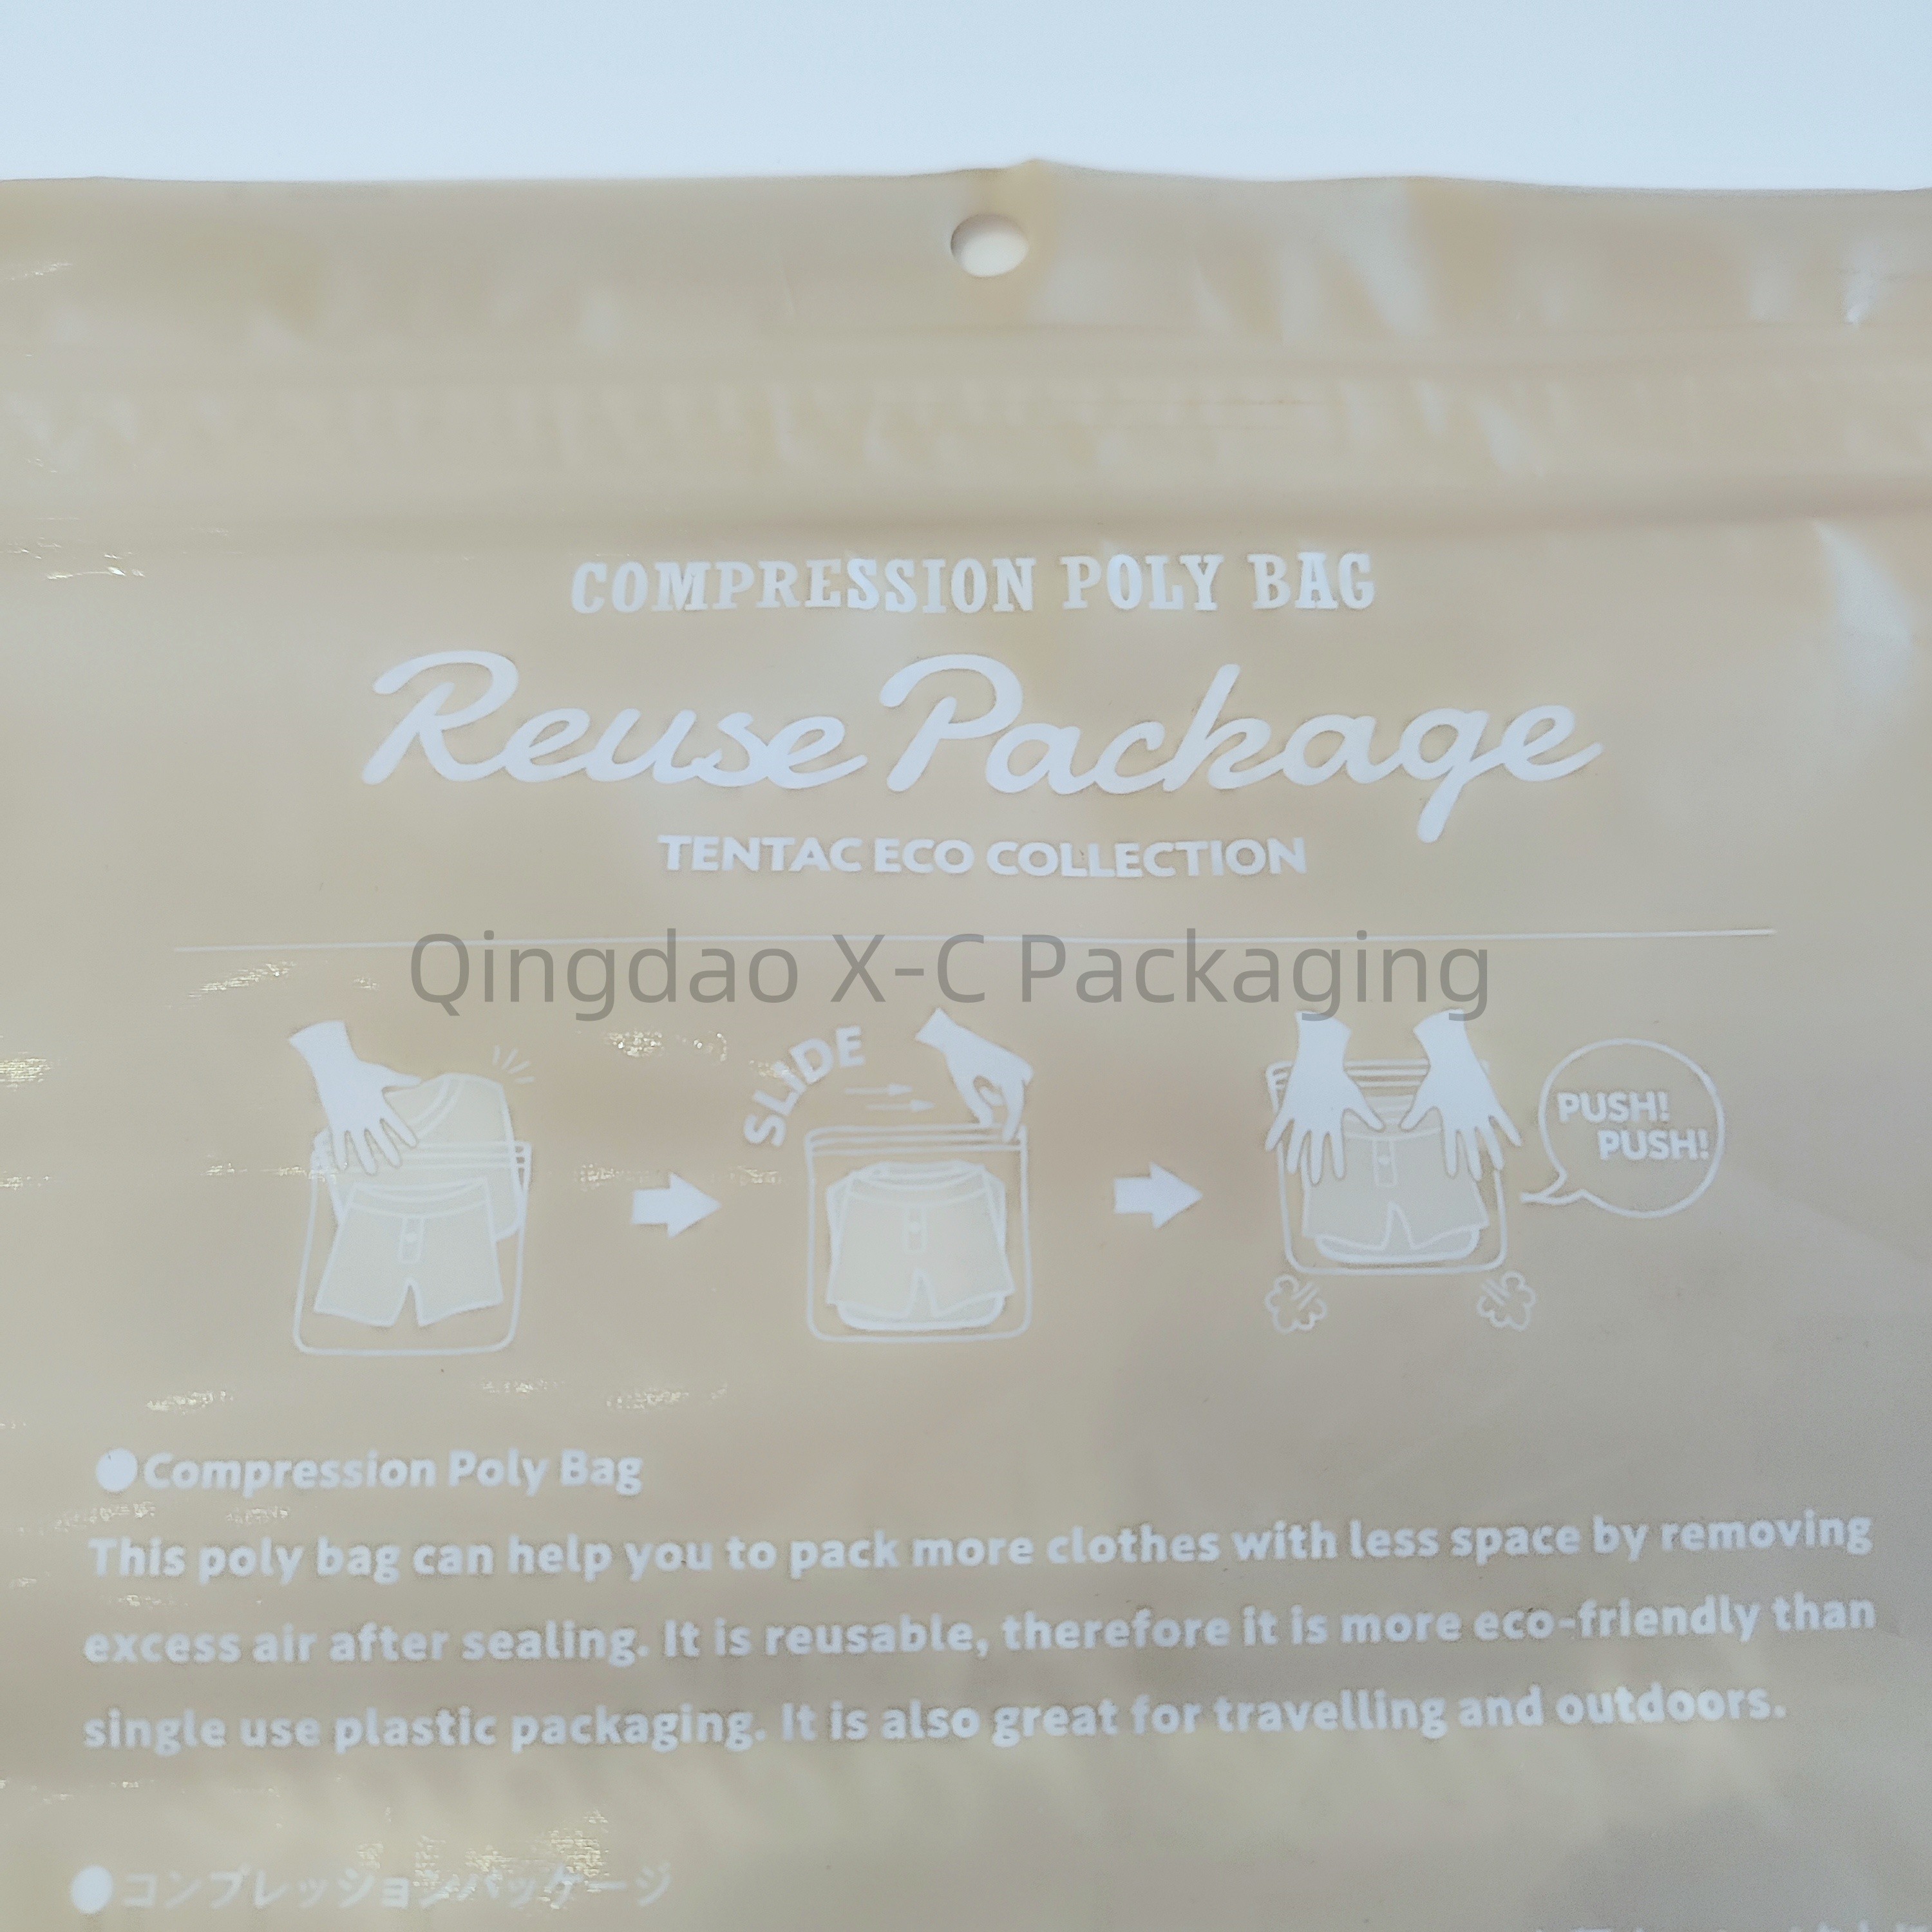 COMPRESSION POLY BAG
Reuse Package
TENTAC ECO COLLECTION
Qingdao X-C Packaging
SLIDE
PUSH!
PUSH!
●Compression Poly Bag
This poly bag can help you to pack more clothes with less space by removing
excess air after sealing. It is reusable, therefore it is more eco-friendly than
single use plastic packaging. It is also great for travelling and outdoors.
●コンプレッションパッケージ